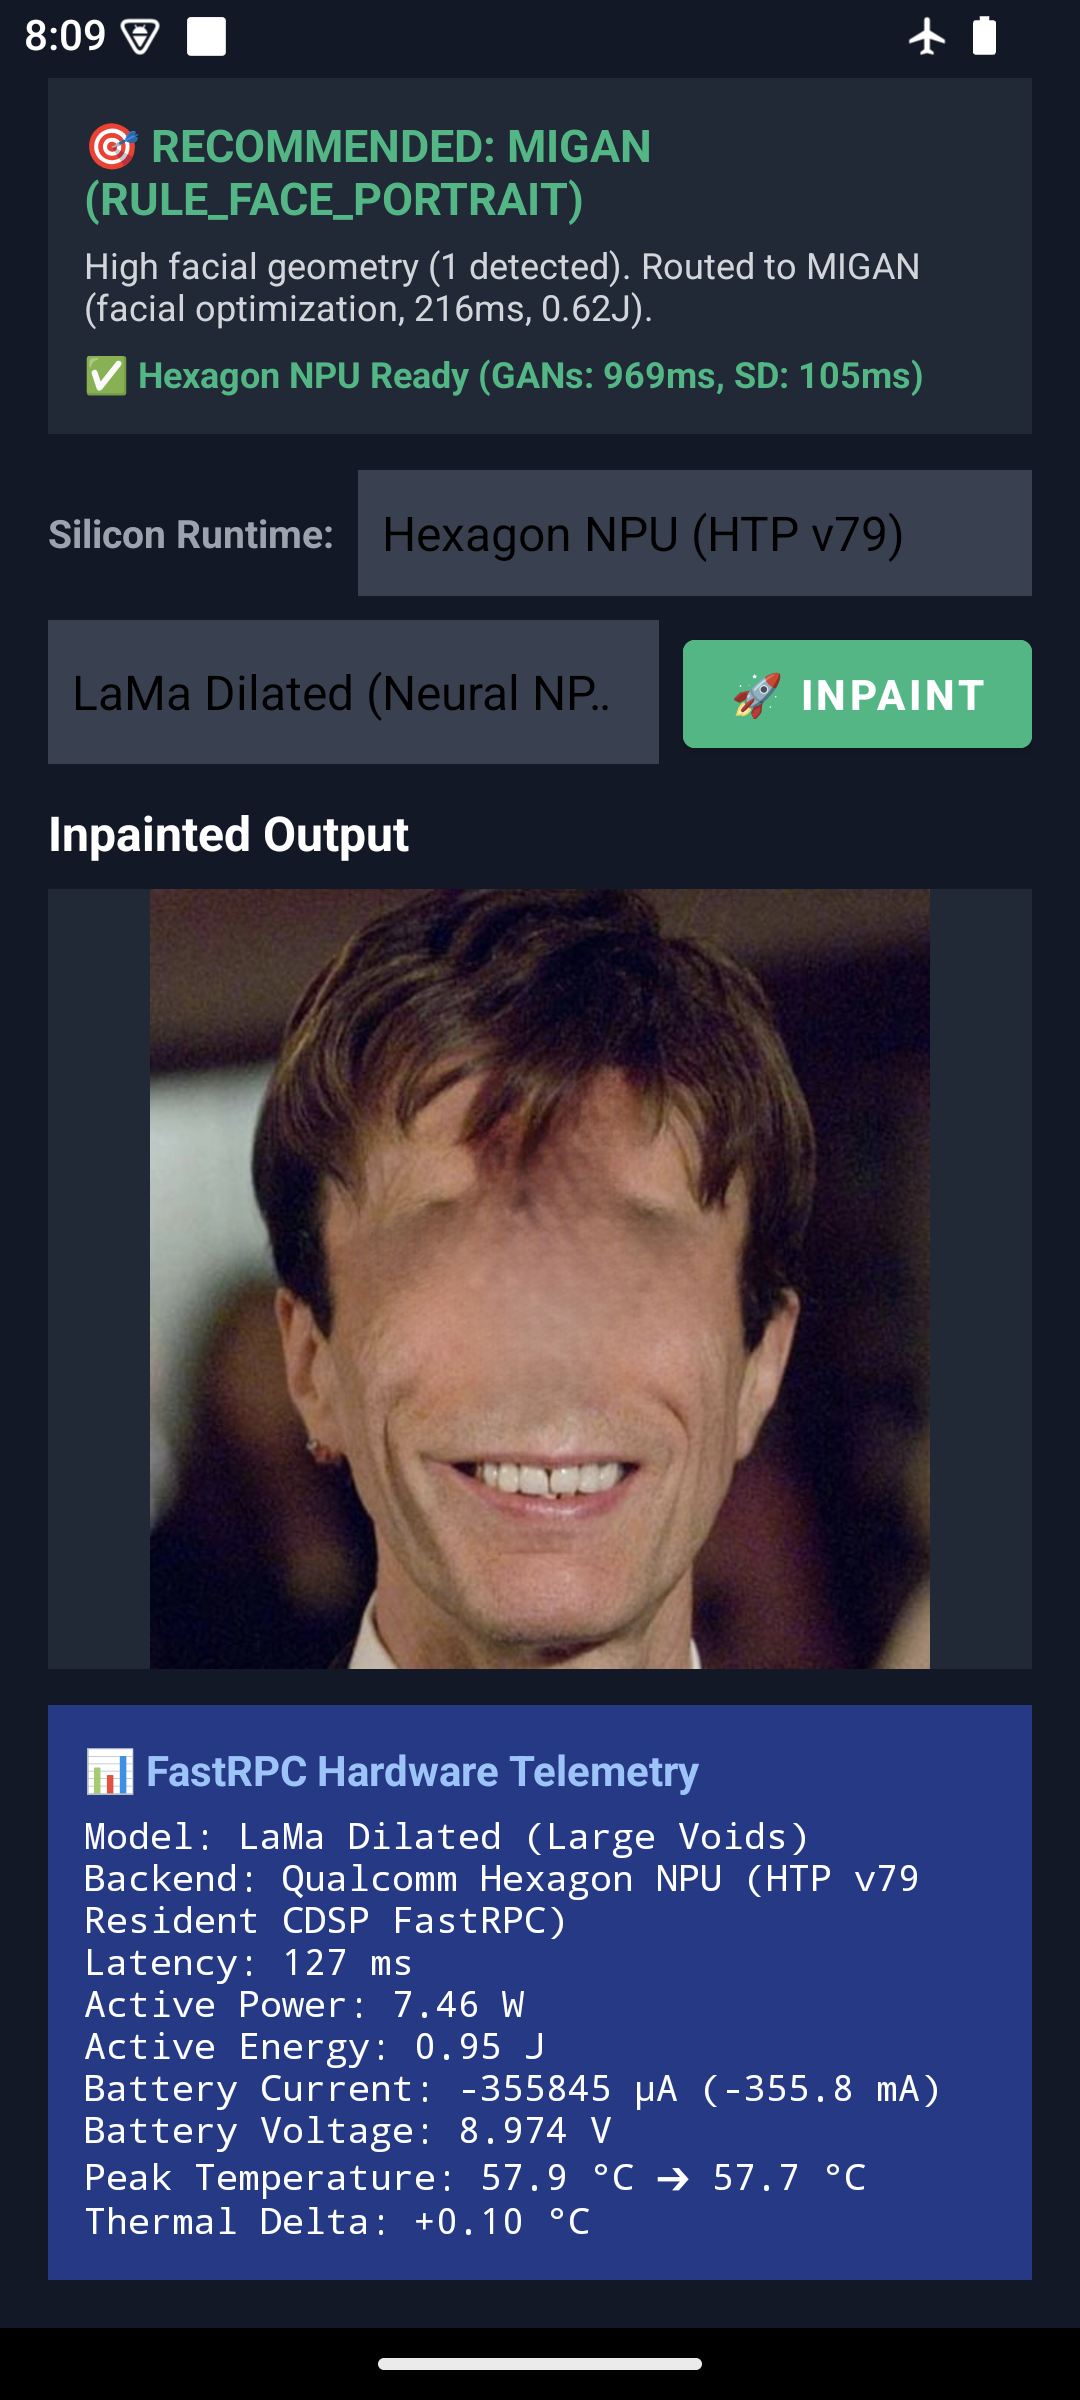 8:09
🎯 RECOMMENDED: MIGAN
(RULE_FACE_PORTRAIT)
High facial geometry (1 detected). Routed to MIGAN
(facial optimization, 216ms, 0.62J).
✅ Hexagon NPU Ready (GANs: 969ms, SD: 105ms)
Silicon Runtime: Hexagon NPU (HTP v79)
LaMa Dilated (Neural NP.. 🚀 INPAINT
Inpainted Output
📊 FastRPC Hardware Telemetry
Model: LaMa Dilated (Large Voids)
Backend: Qualcomm Hexagon NPU (HTP v79
Resident CDSP FastRPC)
Latency: 127 ms
Active Power: 7.46 W
Active Energy: 0.95 J
Battery Current: -355845 µA (-355.8 mA)
Battery Voltage: 8.974 V
Peak Temperature: 57.9 °C ➔ 57.7 °C
Thermal Delta: +0.10 °C